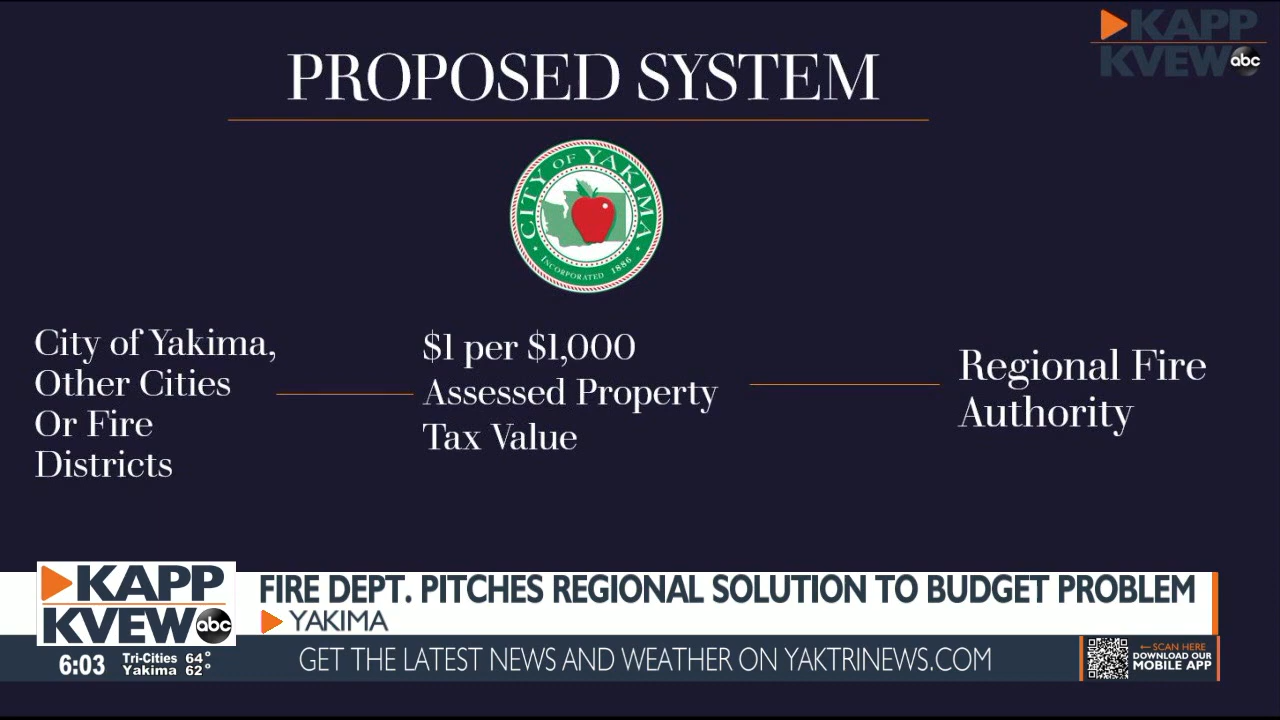 KAPP
KVEW abc
PROPOSED SYSTEM
CITY OF YAKIMA
INCORPORATED 1886
City of Yakima,
Other Cities
Or Fire
Districts
$1 per $1,000
Assessed Property
Tax Value
Regional Fire
Authority
KAPP
KVEW abc
FIRE DEPT. PITCHES REGIONAL SOLUTION TO BUDGET PROBLEM
YAKIMA
6:03
Tri-Cities 64°
Yakima 62°
GET THE LATEST NEWS AND WEATHER ON YAKTRINEWS.COM
←SCAN HERE
DOWNLOAD OUR
MOBILE APP